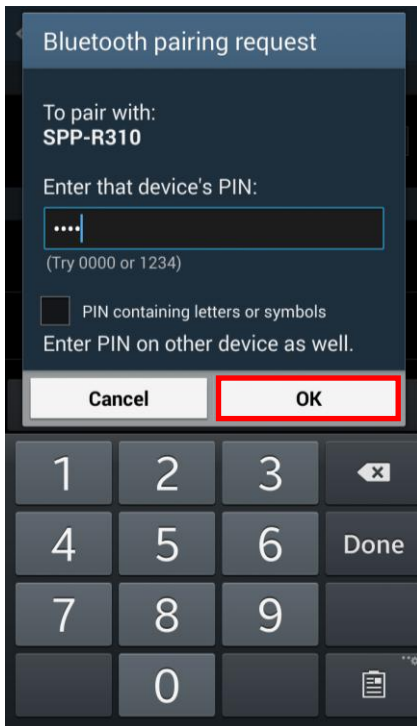 Bluetooth pairing request
To pair with:
SPP-R310
Enter that device's PIN:
••••
(Try 0000 or 1234)
PIN containing letters or symbols
Enter PIN on other device as well.
Cancel OK
1 2 3
4 5 6 Done
7 8 9
0